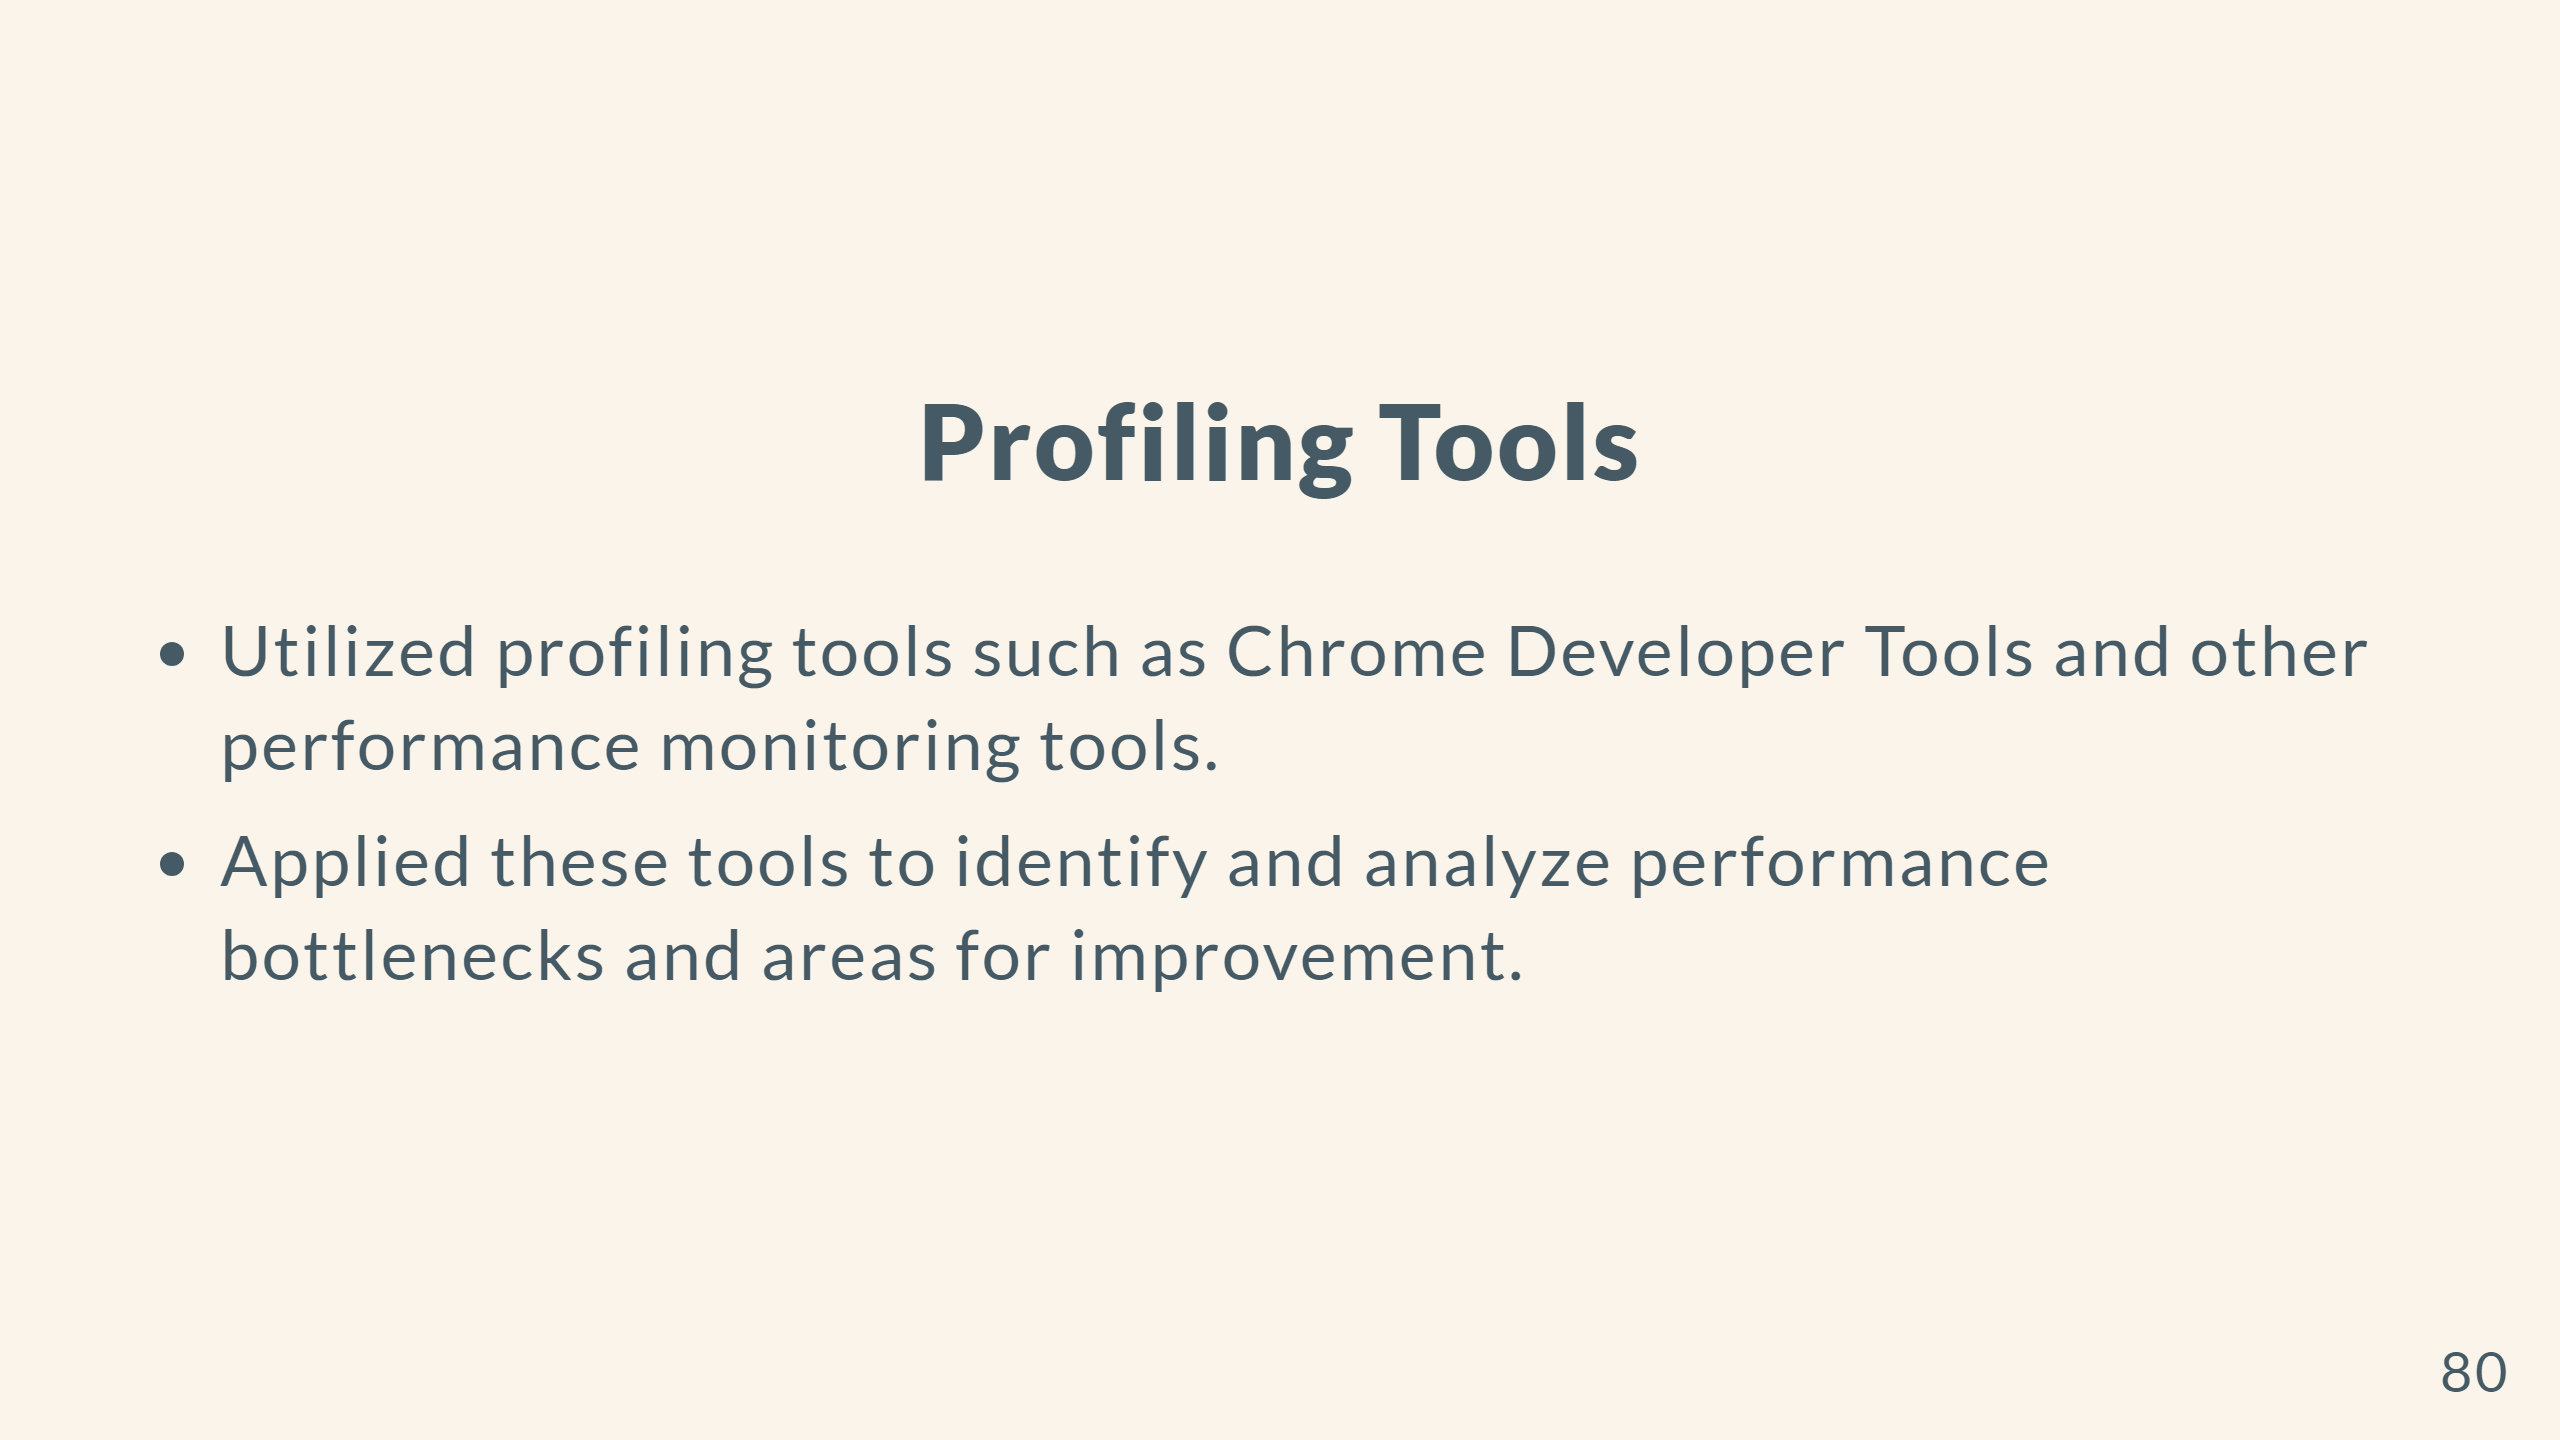 Profiling Tools
• Utilized profiling tools such as Chrome Developer Tools and other
performance monitoring tools.
• Applied these tools to identify and analyze performance
bottlenecks and areas for improvement.
80